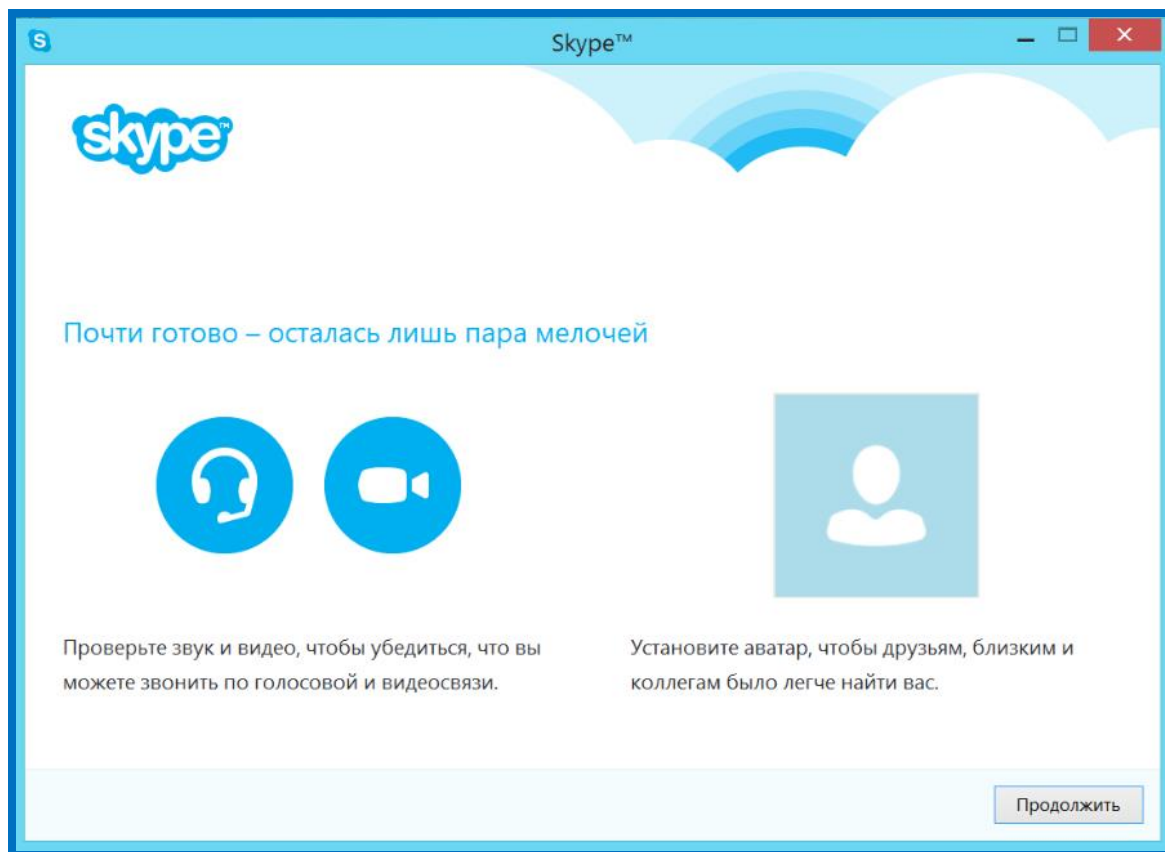 Skype™
skype™
Почти готово – осталась лишь пара мелочей
Проверьте звук и видео, чтобы убедиться, что вы
можете звонить по голосовой и видеосвязи.
Установите аватар, чтобы друзьям, близким и
коллегам было легче найти вас.
Продолжить